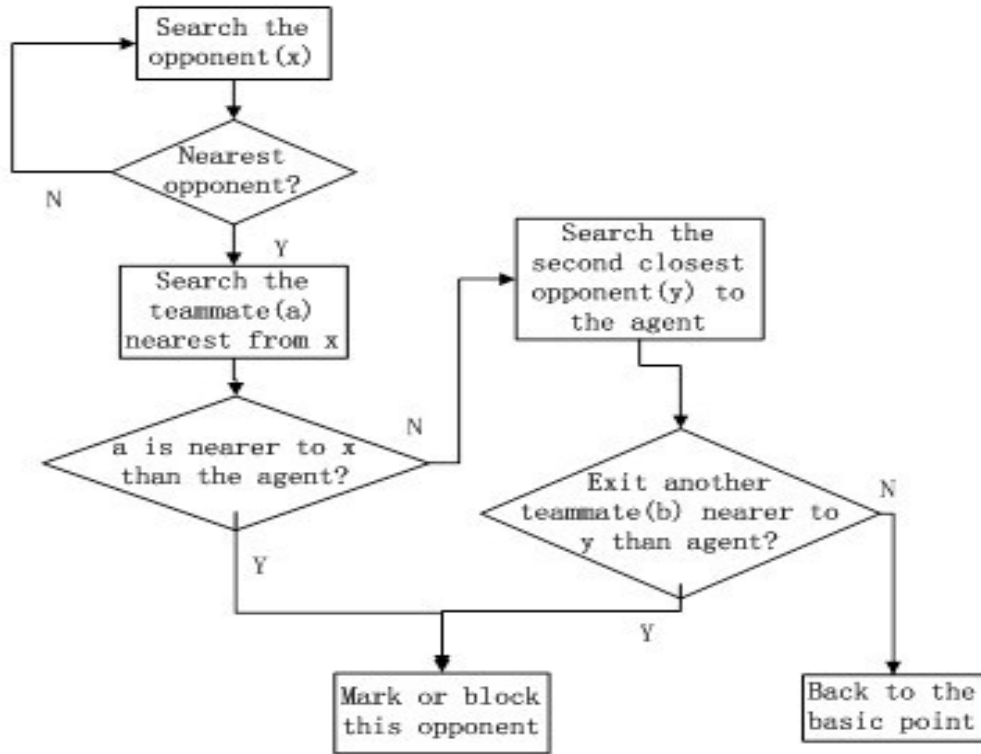 Search the
opponent(x)
Nearest
opponent?
N
Y
Search the
teammate(a)
nearest from x
a is nearer to x
than the agent?
N
Y
Search the
second closest
opponent(y) to
the agent
Exit another
teammate(b) nearer to
y than agent?
N
Y
Mark or block
this opponent
Back to the
basic point